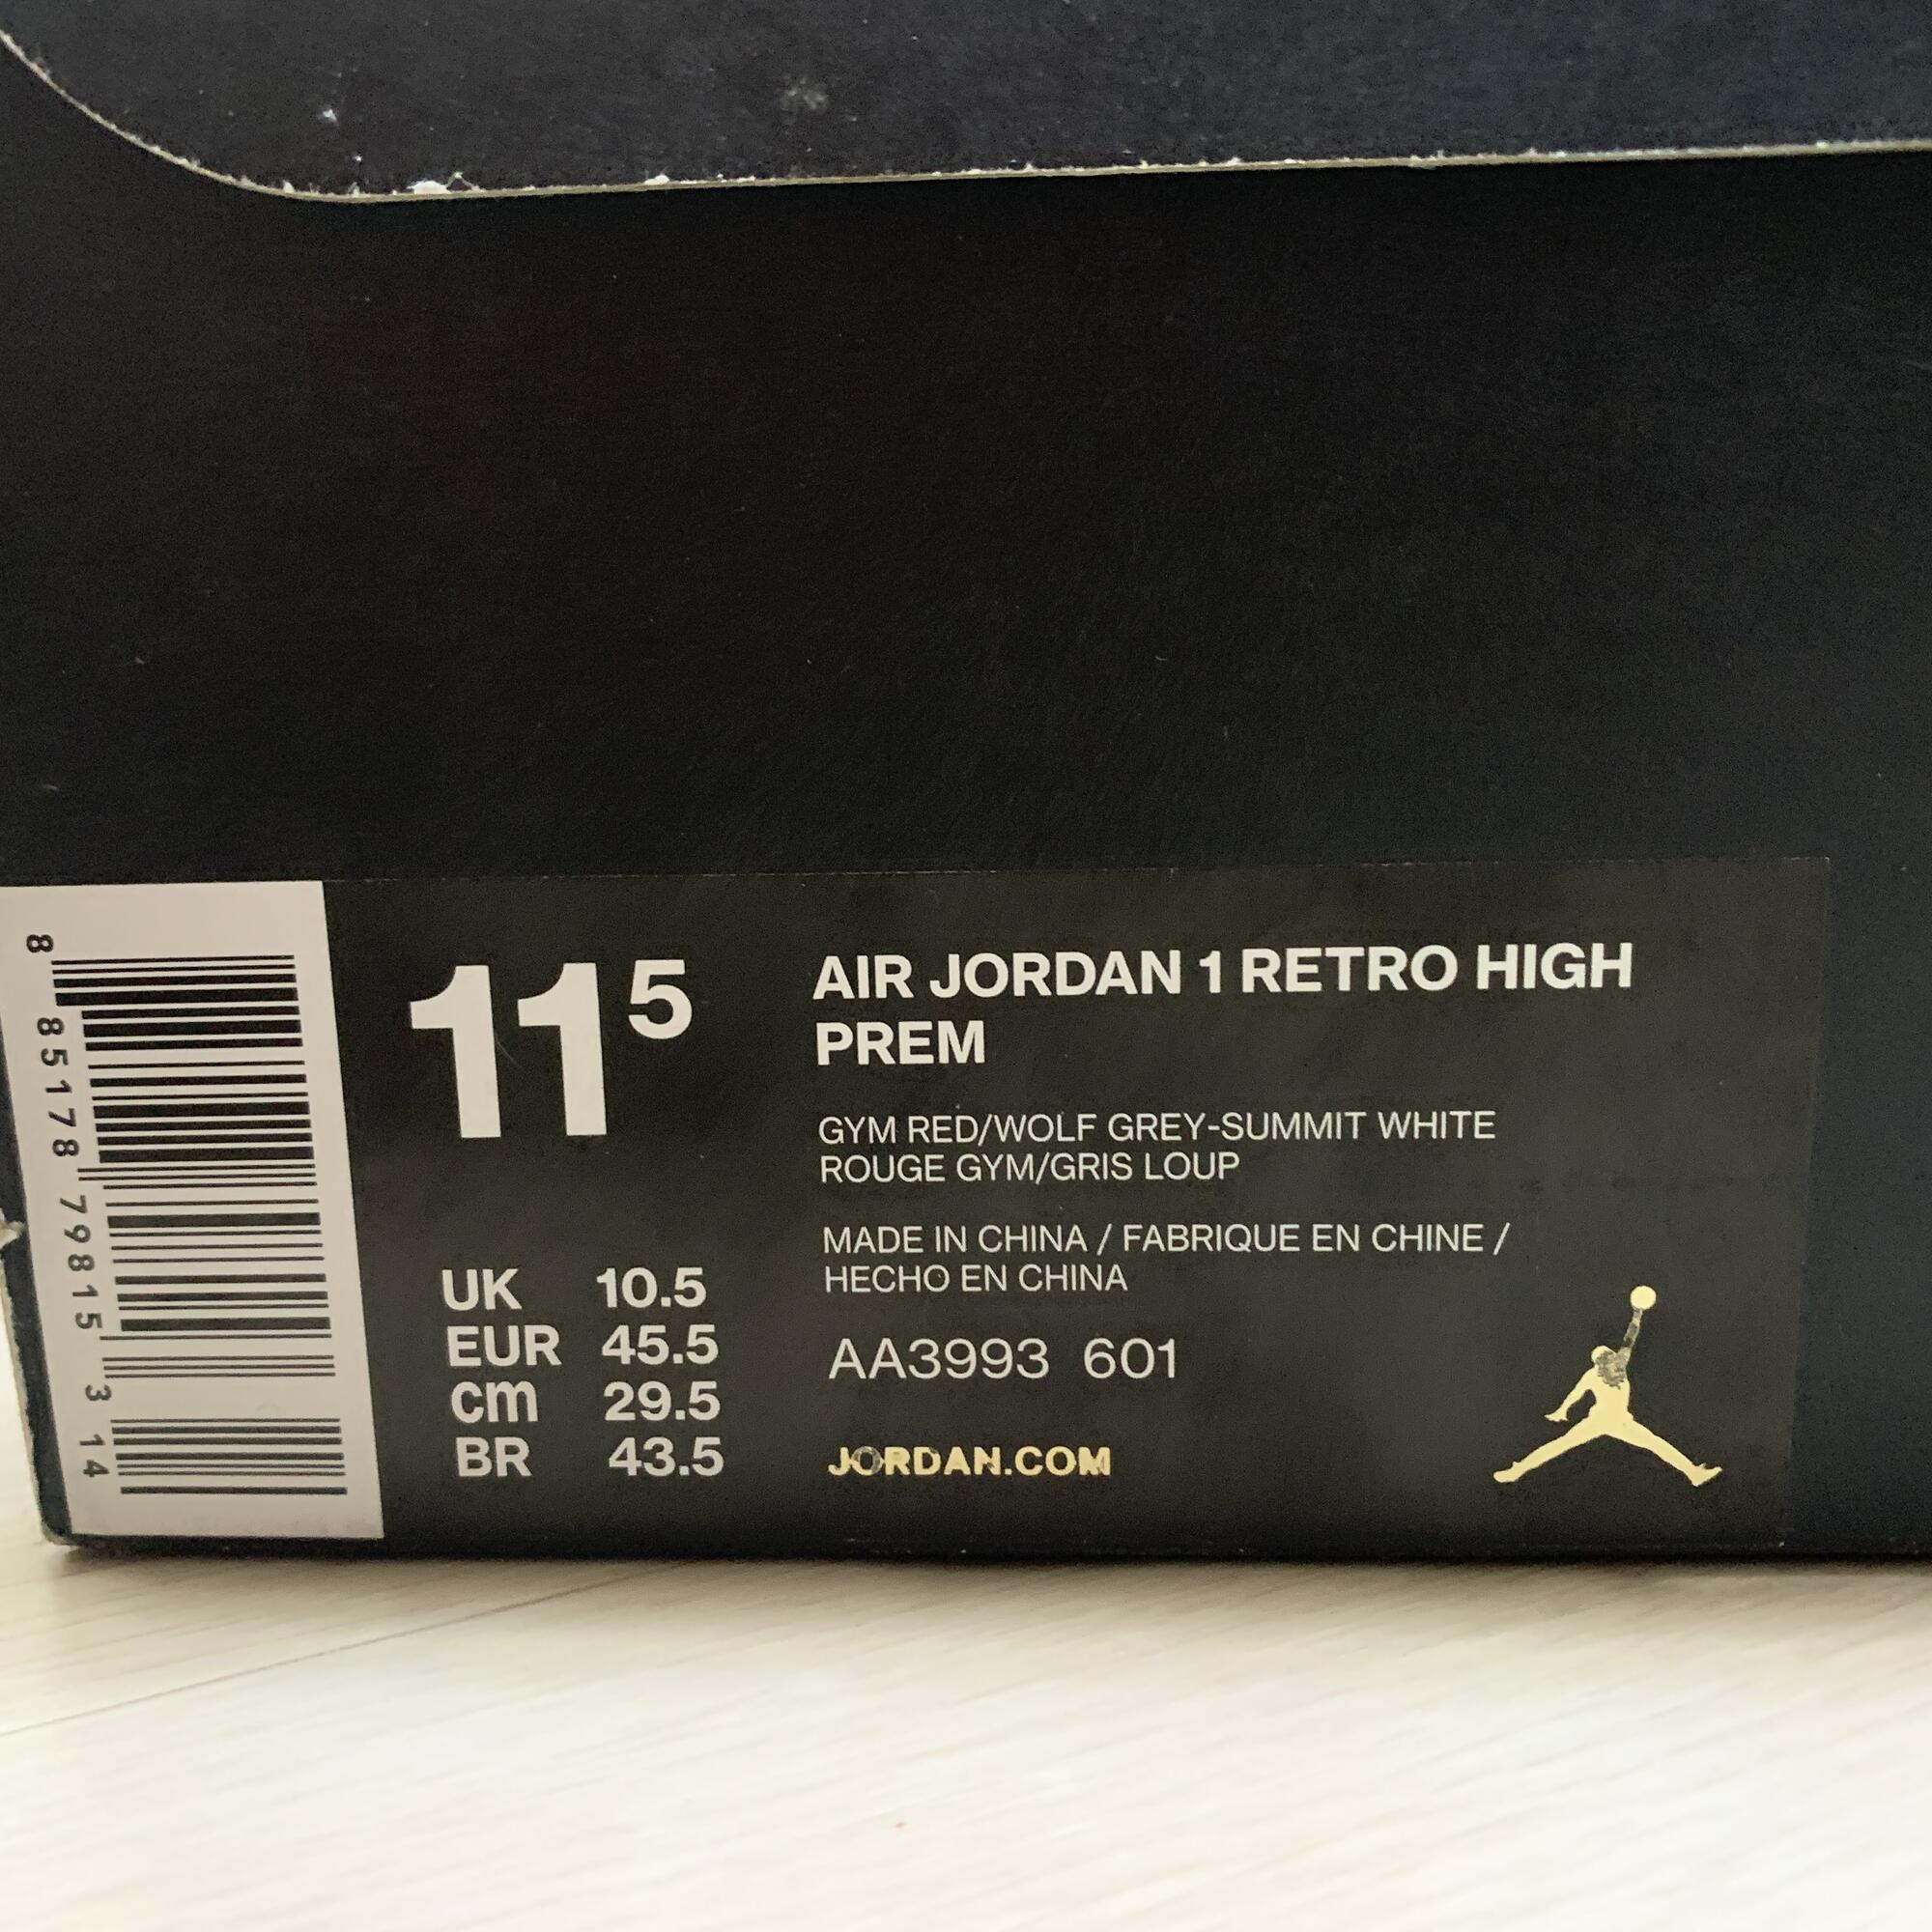 8 85178 79815 3 14
11 5
UK 10.5
EUR 45.5
cm 29.5
BR 43.5
AIR JORDAN 1 RETRO HIGH
PREM
GYM RED/WOLF GREY-SUMMIT WHITE
ROUGE GYM/GRIS LOUP
MADE IN CHINA / FABRIQUE EN CHINE /
HECHO EN CHINA
AA3993 601
JORDAN.COM